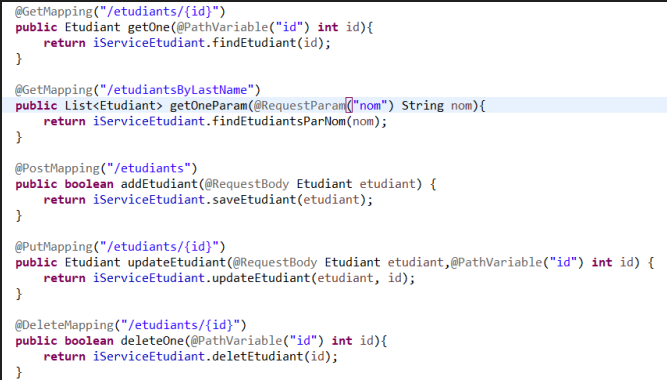 @GetMapping("/etudiants/{id}")
public Etudiant getOne(@PathVariable("id") int id){
    return iServiceEtudiant.findEtudiant(id);
}

@GetMapping("/etudiantsByLastName")
public List<Etudiant> getOneParam(@RequestParam("nom") String nom){
    return iServiceEtudiant.findEtudiantsParNom(nom);
}

@PostMapping("/etudiants")
public boolean addEtudiant(@RequestBody Etudiant etudiant) {
    return iServiceEtudiant.saveEtudiant(etudiant);
}

@PutMapping("/etudiants/{id}")
public Etudiant updateEtudiant(@RequestBody Etudiant etudiant,@PathVariable("id") int id) {
    return iServiceEtudiant.updateEtudiant(etudiant, id);
}

@DeleteMapping("/etudiants/{id}")
public boolean deleteOne(@PathVariable("id") int id){
    return iServiceEtudiant.deletEtudiant(id);
}